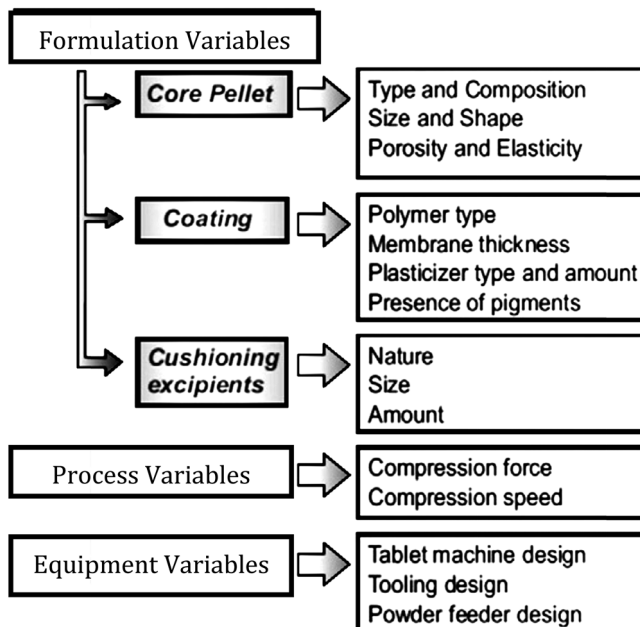 Formulation Variables
Core Pellet
Type and Composition
Size and Shape
Porosity and Elasticity
Coating
Polymer type
Membrane thickness
Plasticizer type and amount
Presence of pigments
Cushioning
excipients
Nature
Size
Amount
Process Variables
Compression force
Compression speed
Equipment Variables
Tablet machine design
Tooling design
Powder feeder design